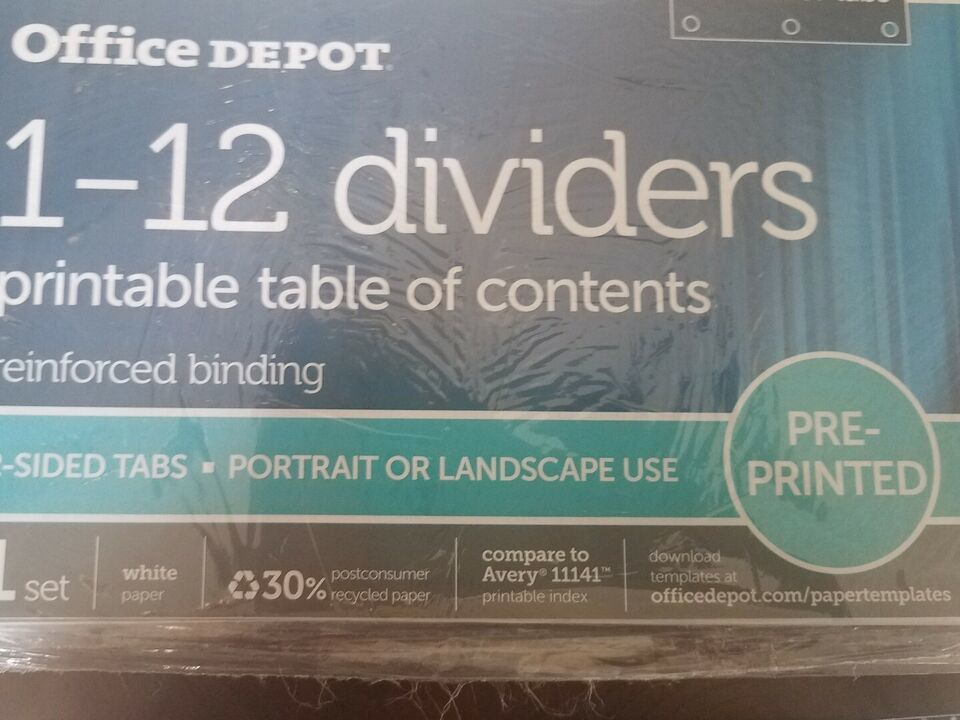 Office DEPOT
1-12 dividers
printable table of contents
reinforced binding
-SIDED TABS ▪ PORTRAIT OR LANDSCAPE USE
PRE-
PRINTED
1 set
white
paper
30% postconsumer
recycled paper
compare to
Avery® 11141™
printable index
download
templates at
officedepot.com/papertemplates